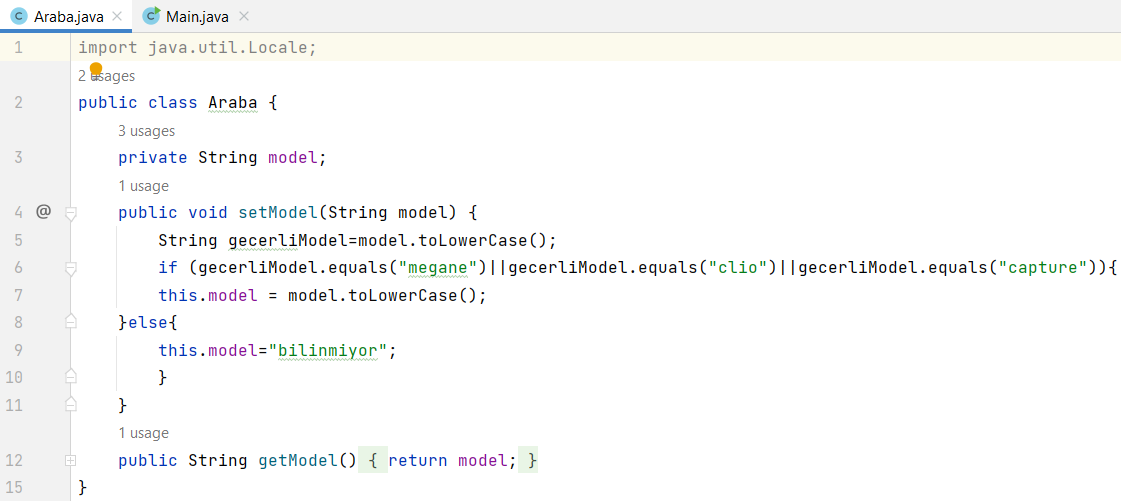 Araba.java Main.java
1 import java.util.Locale;
2 usages
2 public class Araba {
3 usages
3 private String model;
1 usage
4 @ public void setModel(String model) {
5 String gecerliModel=model.toLowerCase();
6 if (gecerliModel.equals("megane")||gecerliModel.equals("clio")||gecerliModel.equals("capture")){
7 this.model = model.toLowerCase();
8 }else{
9 this.model="bilinmiyor";
10 }
11 }
1 usage
12 public String getModel() { return model; }
15 }